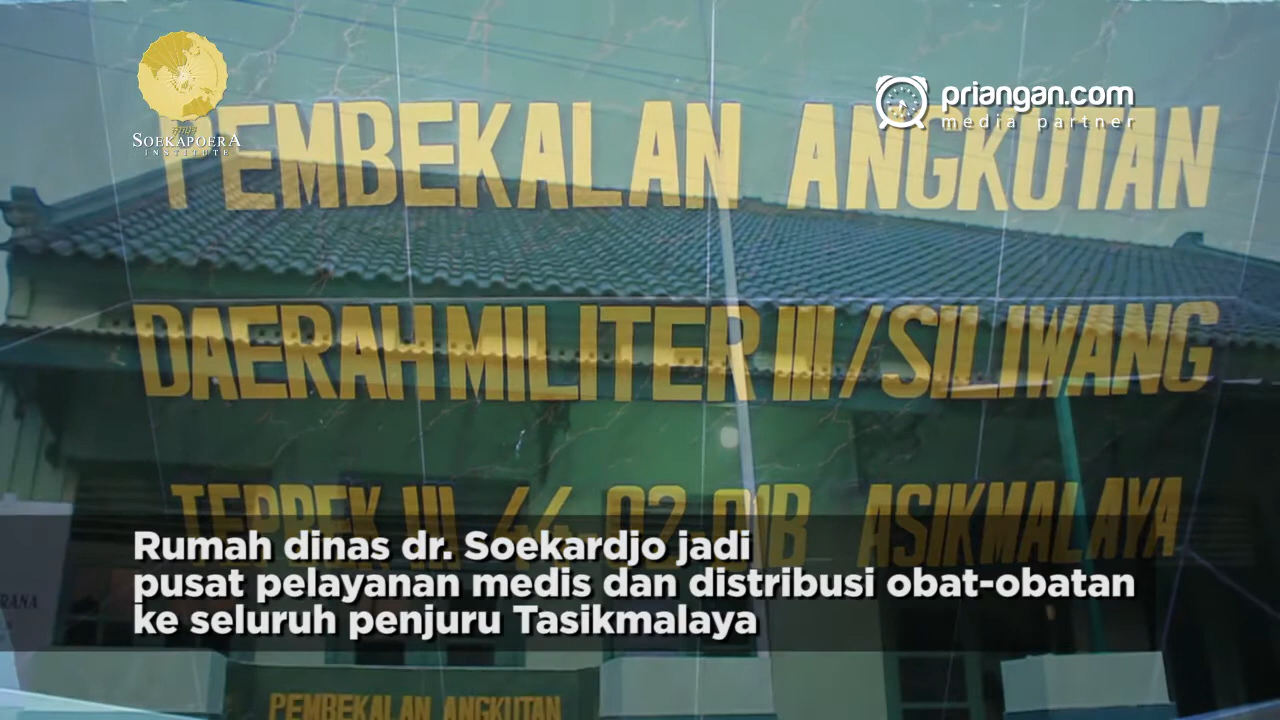 SOEKAPOERA
INSTITUTE
priangan.com
media partner
PEMBEKALAN ANGKUTAN
DAERAH MILITER III/SILIWANG
ASIKMALAYA
Rumah dinas dr. Soekardjo jadi
pusat pelayanan medis dan distribusi obat-obatan
ke seluruh penjuru Tasikmalaya
RANA
PEMBEKALAN ANGKUTAN